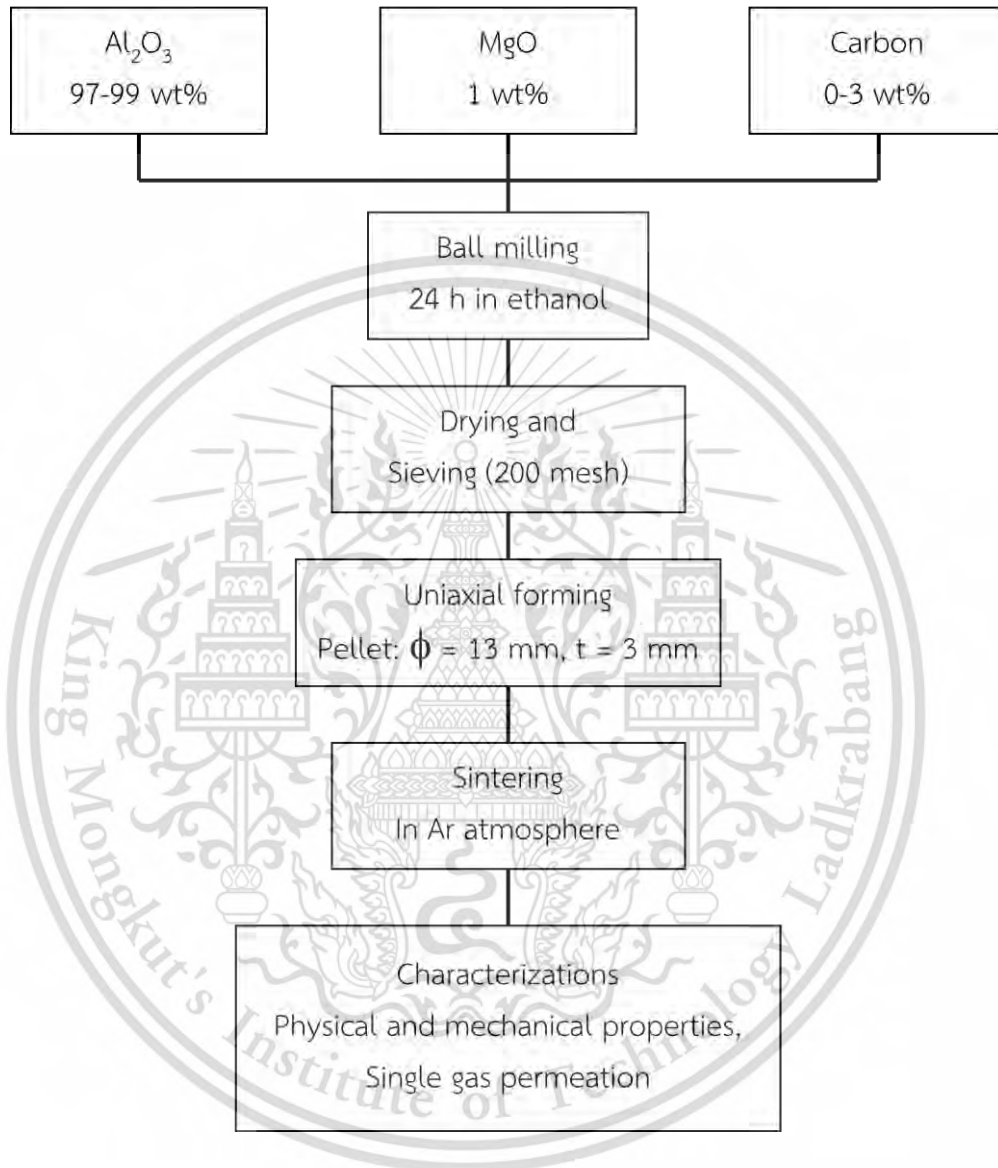 Al₂O₃
97-99 wt%
MgO
1 wt%
Carbon
0-3 wt%
Ball milling
24 h in ethanol
Drying and
Sieving (200 mesh)
Uniaxial forming
Pellet: ϕ = 13 mm, t = 3 mm
Sintering
In Ar atmosphere
Characterizations
Physical and mechanical properties,
Single gas permeation
King Mongkut's Institute of Technology Ladkrabang